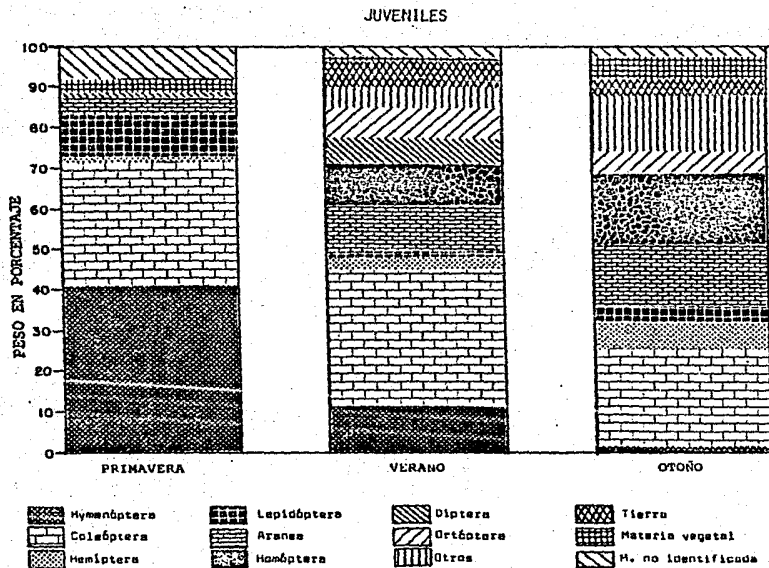 JUVENILES
PESO EN PORCENTAJE
100
90
80
70
60
50
40
30
20
10
0
PRIMAVERA VERANO OTOÑO
Hymenóptera Lepidóptera Díptera Tierra
Coleóptera Aranea Ortóptera Materia vegetal
Hemíptera Homóptera Otros M. no identificada